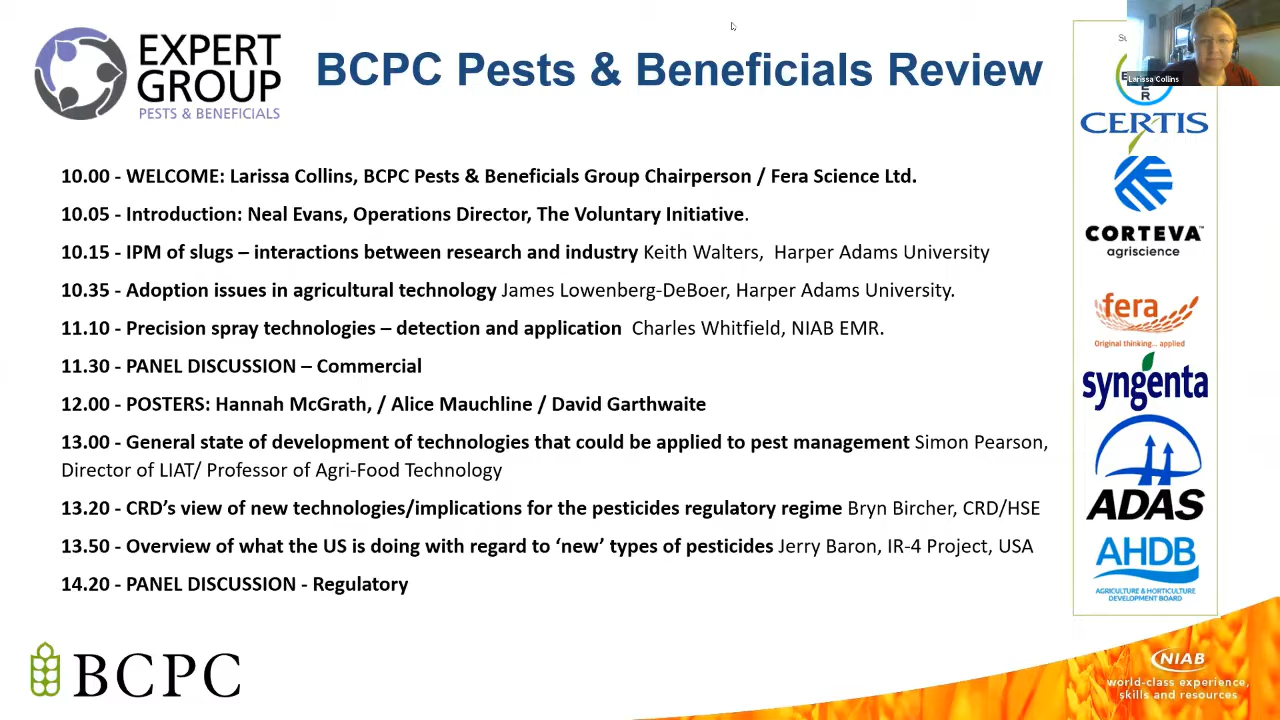 EXPERT
GROUP
PESTS & BENEFICIALS
BCPC Pests & Beneficials Review
10.00 - WELCOME: Larissa Collins, BCPC Pests & Beneficials Group Chairperson / Fera Science Ltd.
10.05 - Introduction: Neal Evans, Operations Director, The Voluntary Initiative.
10.15 - IPM of slugs – interactions between research and industry Keith Walters, Harper Adams University
10.35 - Adoption issues in agricultural technology James Lowenberg-DeBoer, Harper Adams University.
11.10 - Precision spray technologies – detection and application Charles Whitfield, NIAB EMR.
11.30 - PANEL DISCUSSION – Commercial
12.00 - POSTERS: Hannah McGrath, / Alice Mauchline / David Garthwaite
13.00 - General state of development of technologies that could be applied to pest management Simon Pearson,
Director of LIAT/ Professor of Agri-Food Technology
13.20 - CRD’s view of new technologies/implications for the pesticides regulatory regime Bryn Bircher, CRD/HSE
13.50 - Overview of what the US is doing with regard to ‘new’ types of pesticides Jerry Baron, IR-4 Project, USA
14.20 - PANEL DISCUSSION - Regulatory
BCPC
Larissa Collins
CERTIS
CORTEVA™
agriscience
fera
Original thinking... applied
syngenta
ADAS
AHDB
AGRICULTURE & HORTICULTURE
DEVELOPMENT BOARD
NIAB
world-class experience,
skills and resources